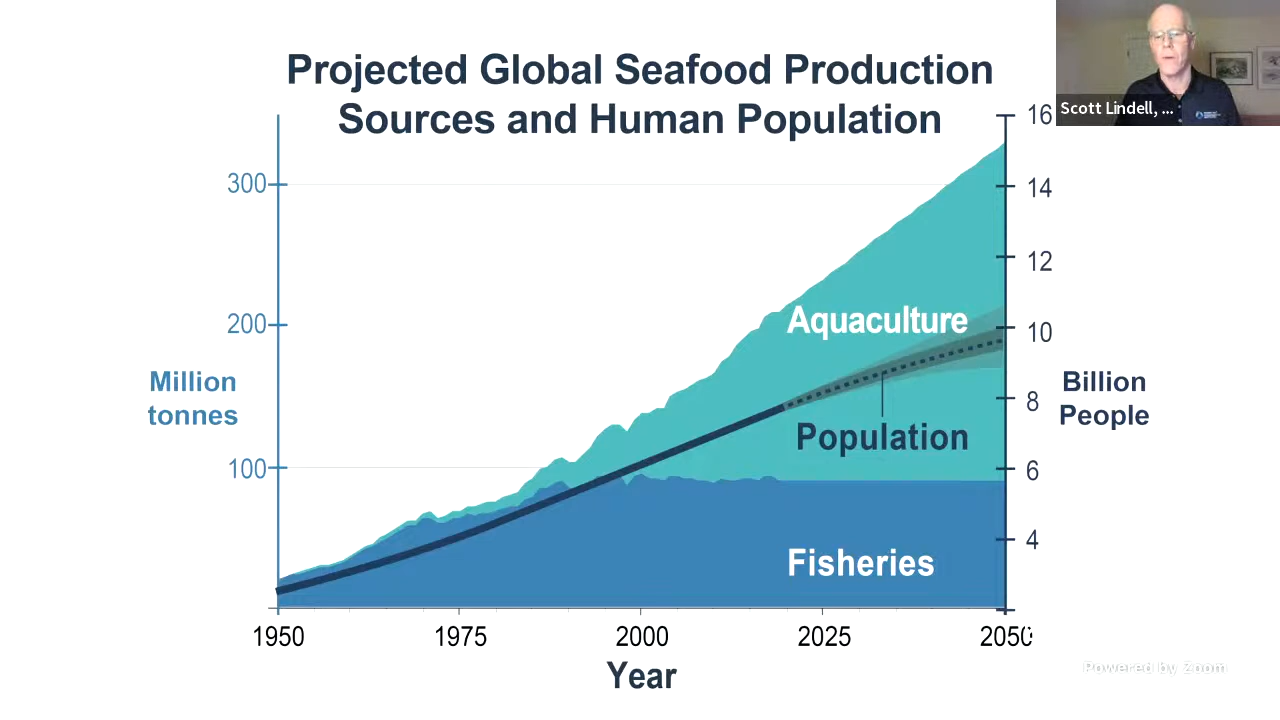 Projected Global Seafood Production
Sources and Human Population
Scott Lindell, ...
300
200
100
Million
tonnes
16
14
12
10
8
6
4
Billion
People
Aquaculture
Population
Fisheries
1950
1975
2000
2025
2050
Year
Powered by Zoom